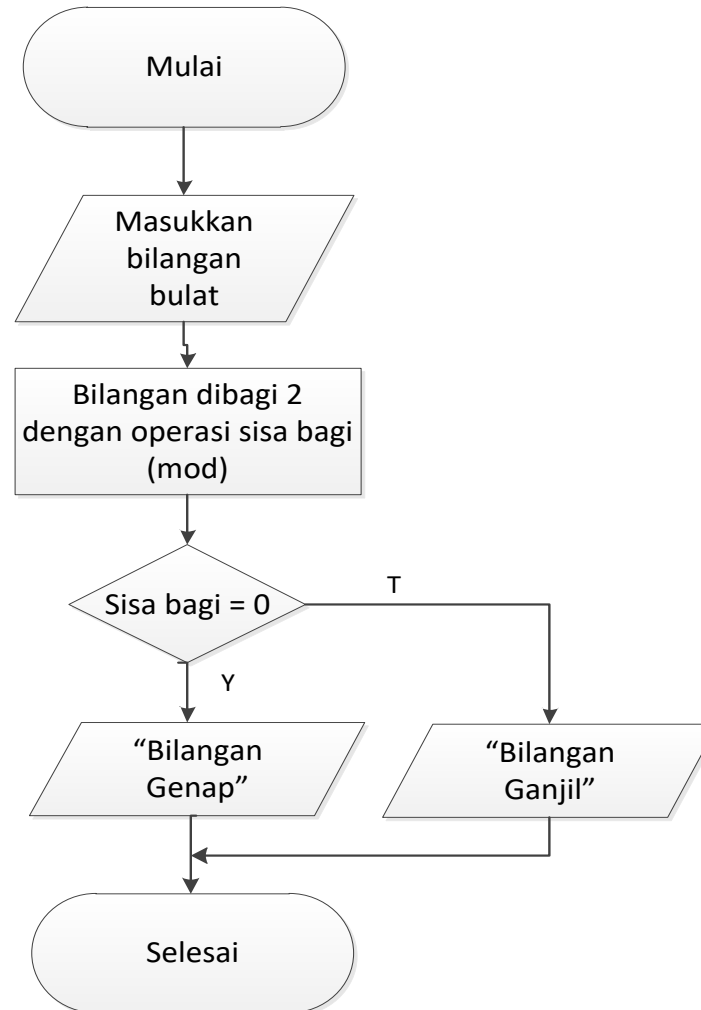 Mulai
Masukkan
bilangan
bulat
Bilangan dibagi 2
dengan operasi sisa bagi
(mod)
Sisa bagi = 0
T
Y
“Bilangan
Genap”
“Bilangan
Ganjil”
Selesai